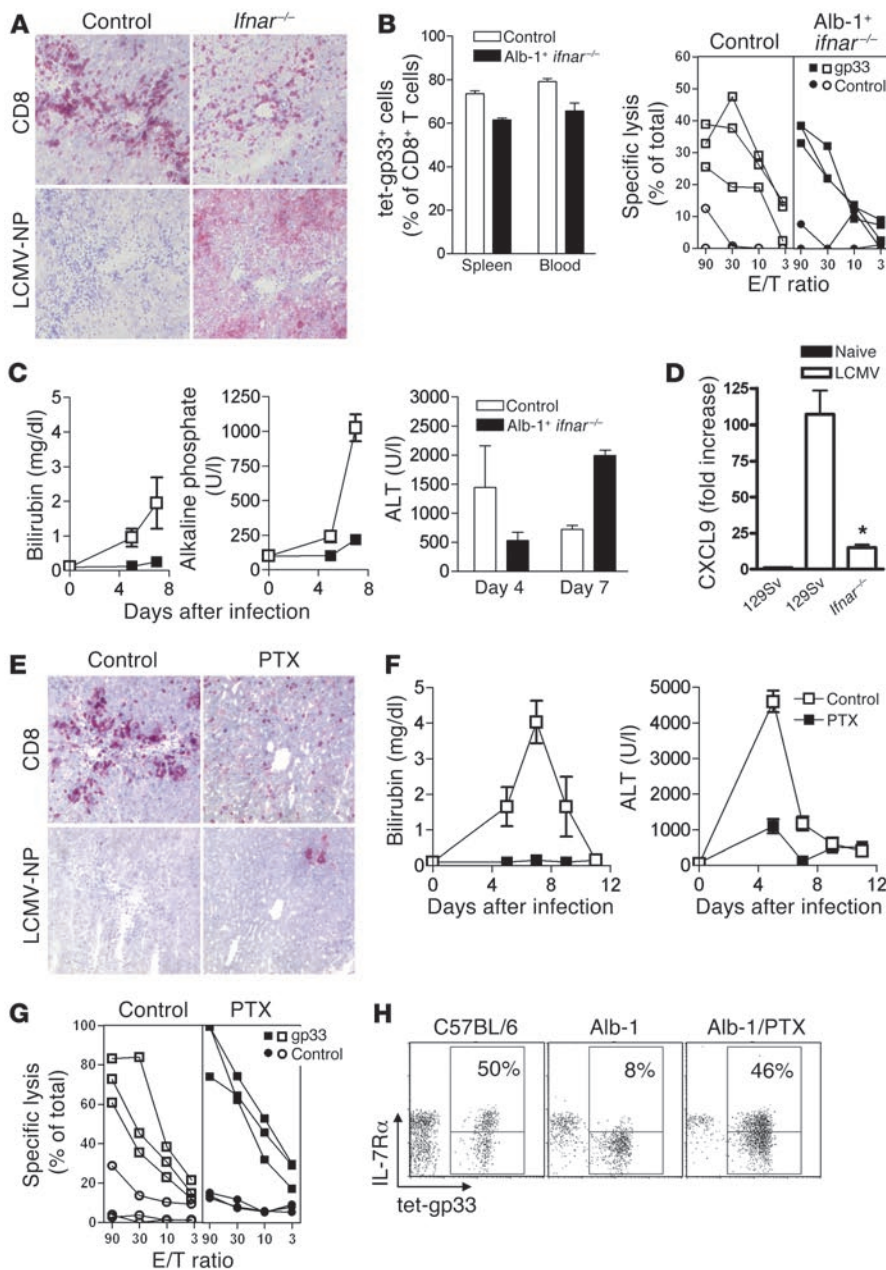 A
Control
Ifnar–/–
CD8
LCMV-NP
B
Control
Alb-1+ ifnar–/–
tet-gp33+ cells
(% of CD8+ T cells)
100
80
60
40
20
0
Spleen
Blood
Control
Alb-1+
ifnar–/–
gp33
Control
Specific lysis
(% of total)
60
50
40
30
20
10
0
90 30 10 3
90 30 10 3
E/T ratio
C
Bilirubin (mg/dl)
5
4
3
2
1
0
0 4 8
Alkaline phosphate
(U/l)
1250
1000
750
500
250
0
0 4 8
Days after infection
ALT (U/l)
3000
2500
2000
1500
1000
500
0
Control
Alb-1+ ifnar–/–
Day 4
Day 7
D
Naive
LCMV
CXCL9 (fold increase)
125
100
75
50
25
0
*
129Sv
129Sv
Ifnar–/–
E
Control
PTX
CD8
LCMV-NP
F
Bilirubin (mg/dl)
5
4
3
2
1
0
0 4 8 12
Days after infection
ALT (U/l)
5000
4000
3000
2000
1000
0
0 4 8 12
Days after infection
Control
PTX
G
Control
PTX
gp33
Control
Specific lysis
(% of total)
100
80
60
40
20
0
90 30 10 3
90 30 10 3
E/T ratio
H
C57BL/6
Alb-1
Alb-1/PTX
50%
8%
46%
IL-7Rα
tet-gp33